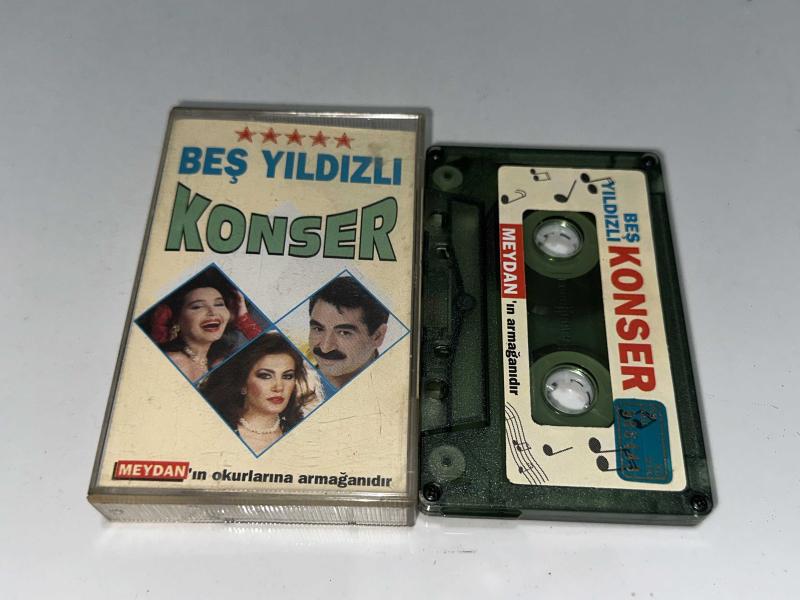 BEŞ YILDIZLI
KONSER
MEYDAN'ın okurlarına armağanıdır
BEŞ
YILDIZLI
KONSER
MEYDAN'ın armağanıdır